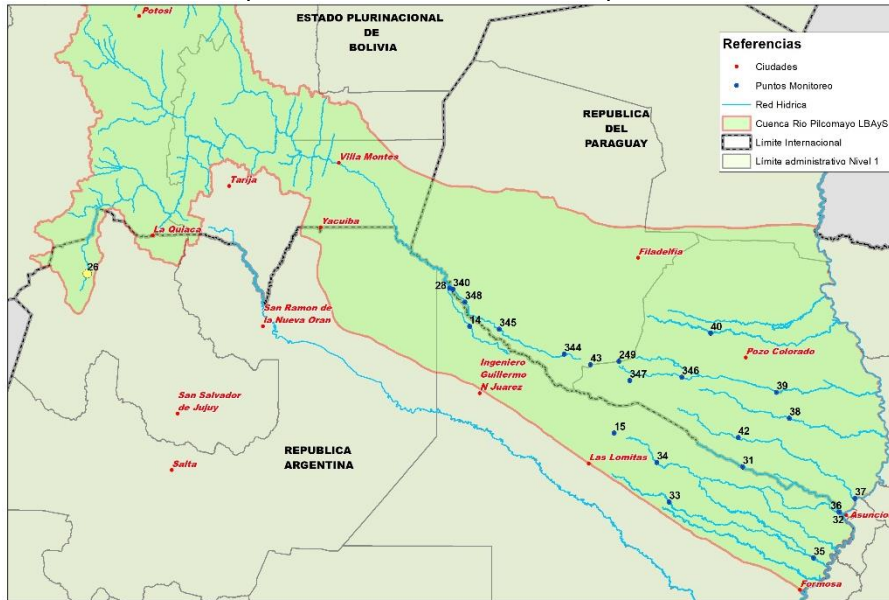 Potosi
ESTADO PLURINACIONAL
DE
BOLIVIA
Referencias
Ciudades
Puntos Monitoreo
Red Hídrica
Cuenca Rio Pilcomayo LBAyS
Límite Internacional
Límite administrativo Nivel 1
REPUBLICA
DEL
PARAGUAY
Villa Montes
Tarija
La Quiaca
Yacuiba
Filadelfia
26
28
340
348
San Ramon de
la Nueva Oran
14
345
40
344
43
249
Pozo Colorado
Ingeniero
Guillermo
N Juarez
347
346
39
San Salvador
de Jujuy
38
15
42
REPUBLICA
ARGENTINA
Salta
Las Lomitas
34
31
33
37
36
32
Asuncion
35
Formosa